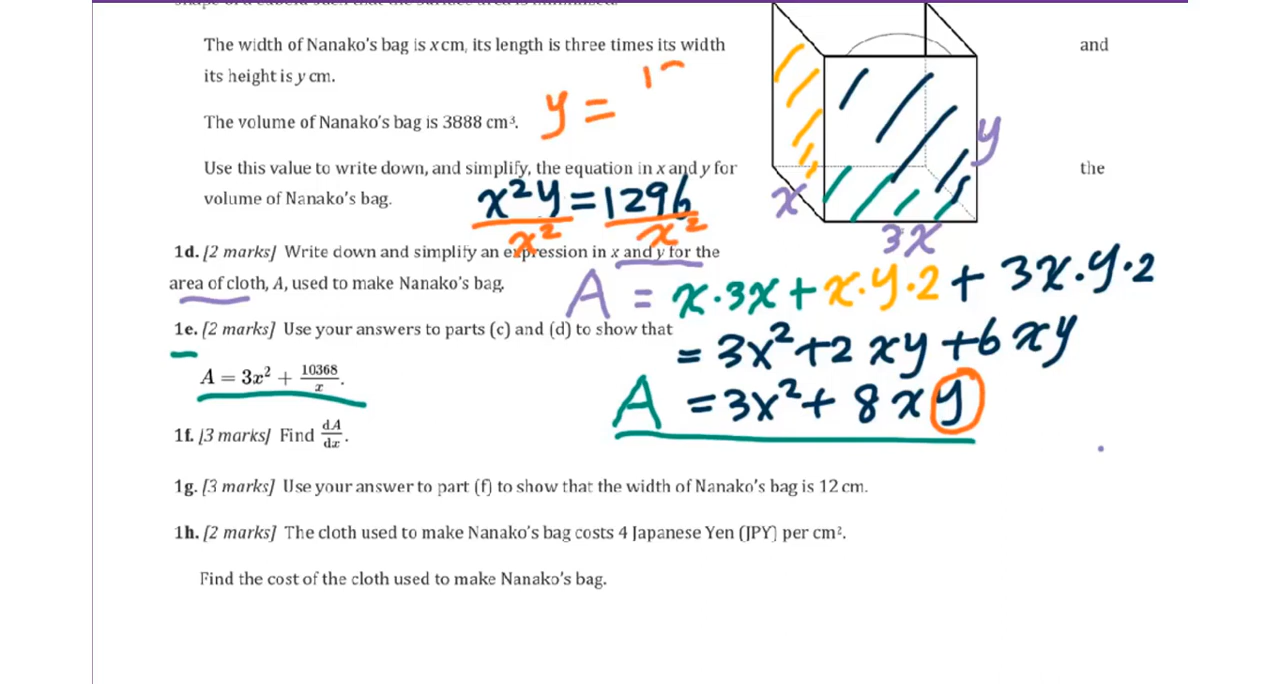 The width of Nanako's bag is x cm, its length is three times its width and
its height is y cm.
y =
The volume of Nanako's bag is 3888 cm³.
Use this value to write down, and simplify, the equation in x and y for the
volume of Nanako's bag.
x²y = 1296
x² x²
y
x
3x
1d. [2 marks] Write down and simplify an expression in x and y for the
area of cloth, A, used to make Nanako's bag.
A = x·3x + x·y·2 + 3x·y·2
= 3x² + 2xy + 6xy
A = 3x² + 8xy
1e. [2 marks] Use your answers to parts (c) and (d) to show that
A = 3x² + 10368/x.
1f. [3 marks] Find dA/dx.
1g. [3 marks] Use your answer to part (f) to show that the width of Nanako's bag is 12 cm.
1h. [2 marks] The cloth used to make Nanako's bag costs 4 Japanese Yen (JPY) per cm².
Find the cost of the cloth used to make Nanako's bag.